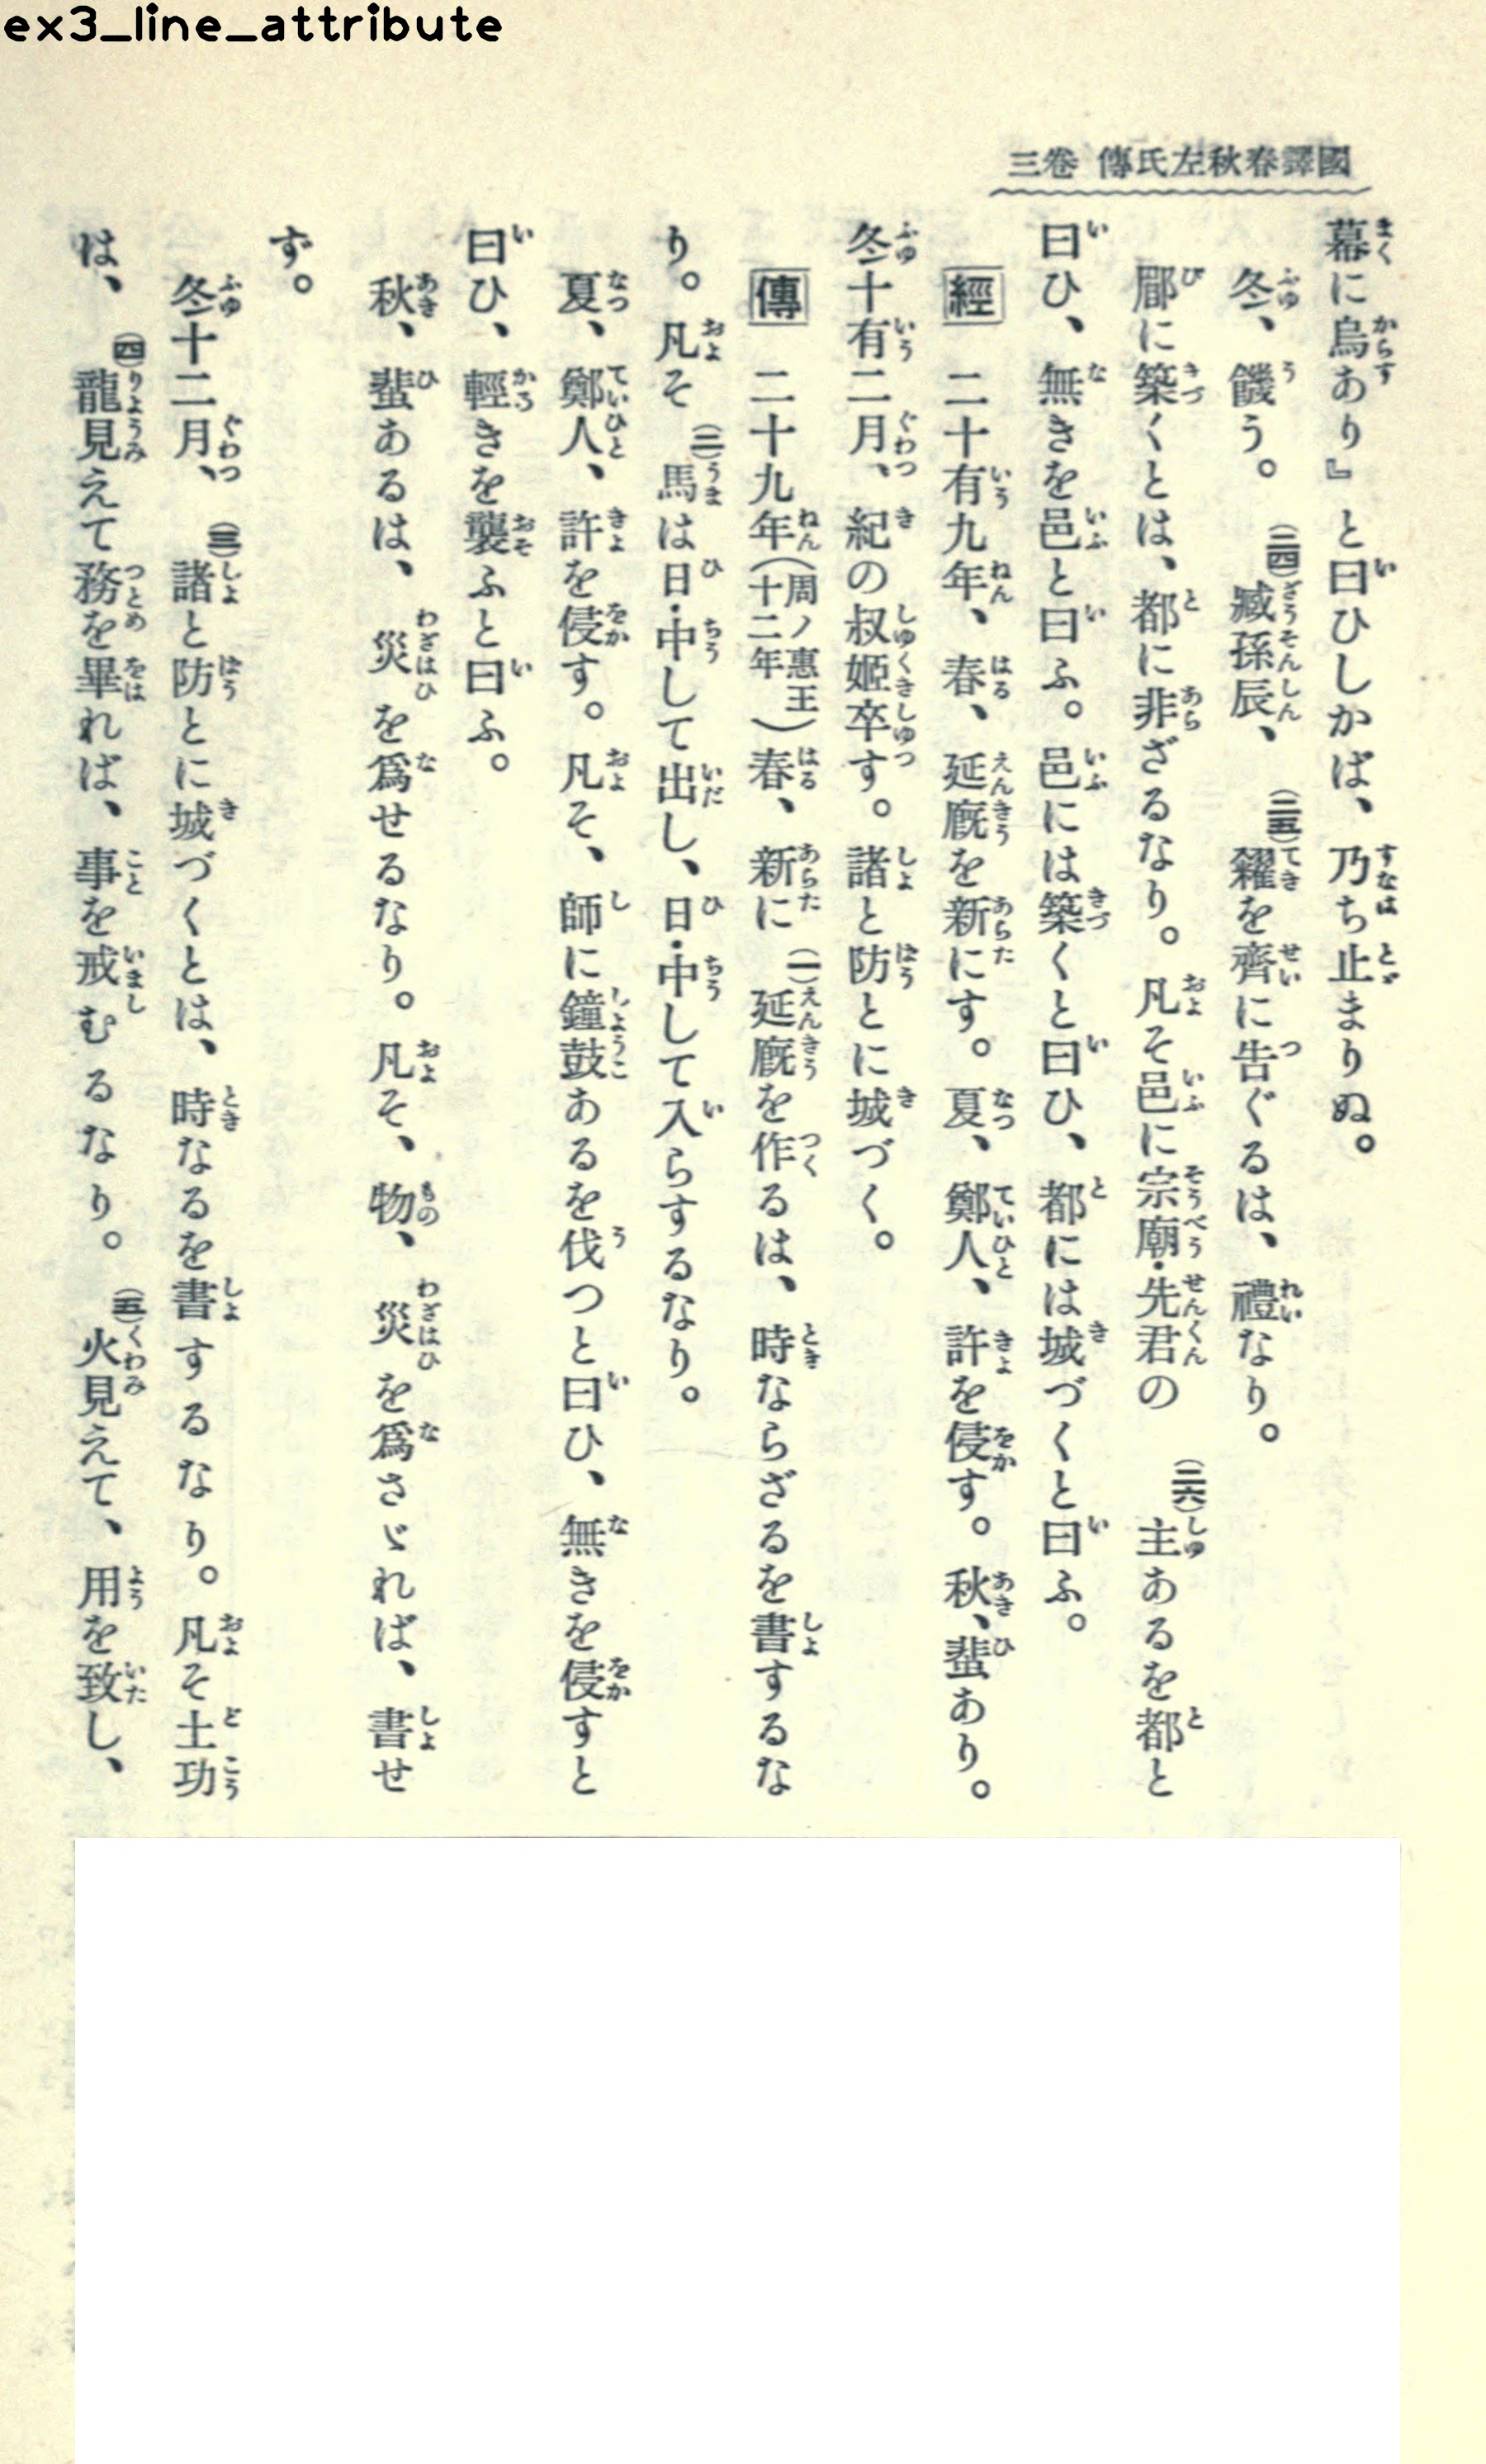 ex3_line_attribute
國譯春秋左氏傳 卷三
幕に烏あり』と曰ひしかば、乃ち止まりぬ。
冬、饑う。(二四)臧孫辰、(二五)糴を齊に告ぐるは、禮なり。
郿に築くとは、都に非ざるなり。凡そ邑に宗廟・先君の(二六)主あるを都と
曰ひ、無きを邑と曰ふ。邑には築くと曰ひ、都には城づくと曰ふ。
經 二十有九年、春、延廐を新にす。夏、鄭人、許を侵す。秋、蜚あり。
冬十有二月、紀の叔姬卒す。諸と防とに城づく。
傳 二十九年(周ノ惠王十二年)春、新に(一)延廐を作るは、時ならざるを書するな
り。凡そ(二)馬は日・中して出し、日・中して入らするなり。
夏、鄭人、許を侵す。凡そ、師に鐘鼓あるを伐つと曰ひ、無きを侵すと
曰ひ、輕きを襲ふと曰ふ。
秋、蜚あるは、災を爲せるなり。凡そ、物、災を爲さゞれば、書せ
ず。
冬十二月、(三)諸と防とに城づくとは、時なるを書するなり。凡そ土功
は、(四)龍見えて務を畢れば、事を戒むるなり。(五)火見えて、用を致し、